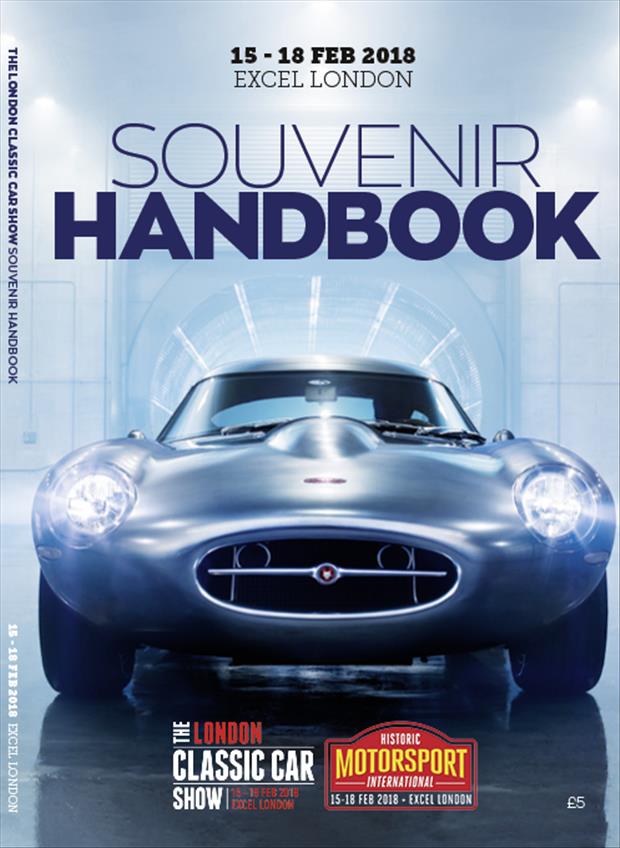 15 - 18 FEB 2018
EXCEL LONDON
SOUVENIR
HANDBOOK
THE LONDON CLASSIC CAR SHOW SOUVENIR HANDBOOK
15 - 18 FEB 2018 EXCEL LONDON
THE LONDON
CLASSIC CAR
SHOW
15 - 18 FEB 2018
EXCEL LONDON
HISTORIC
MOTORSPORT
INTERNATIONAL
15-18 FEB 2018 • EXCEL LONDON
£5